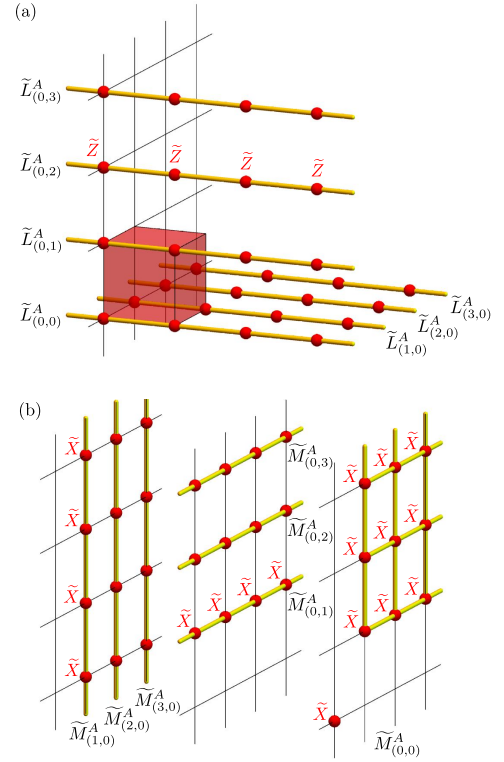 (a)
L̃^A_(0,3)
Z̃ Z̃ Z̃ Z̃
L̃^A_(0,2)
L̃^A_(0,1)
L̃^A_(0,0)
L̃^A_(3,0)
L̃^A_(2,0)
L̃^A_(1,0)
(b)
X̃
X̃
X̃
X̃
M̃^A_(3,0)
M̃^A_(2,0)
M̃^A_(1,0)
M̃^A_(0,3)
M̃^A_(0,2)
X̃ X̃ X̃ X̃
M̃^A_(0,1)
X̃ X̃ X̃
X̃ X̃ X̃
X̃ X̃ X̃
X̃
M̃^A_(0,0)